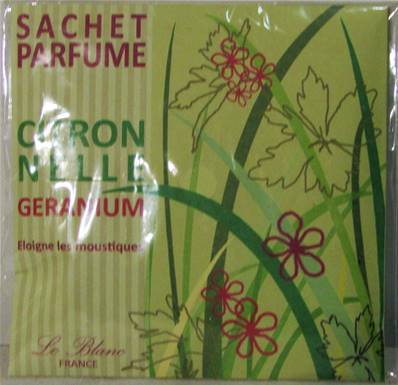 SACHET
PARFUME
CITRON
NELLE
GERANIUM
Eloigne les moustiques
Le Blanc
FRANCE